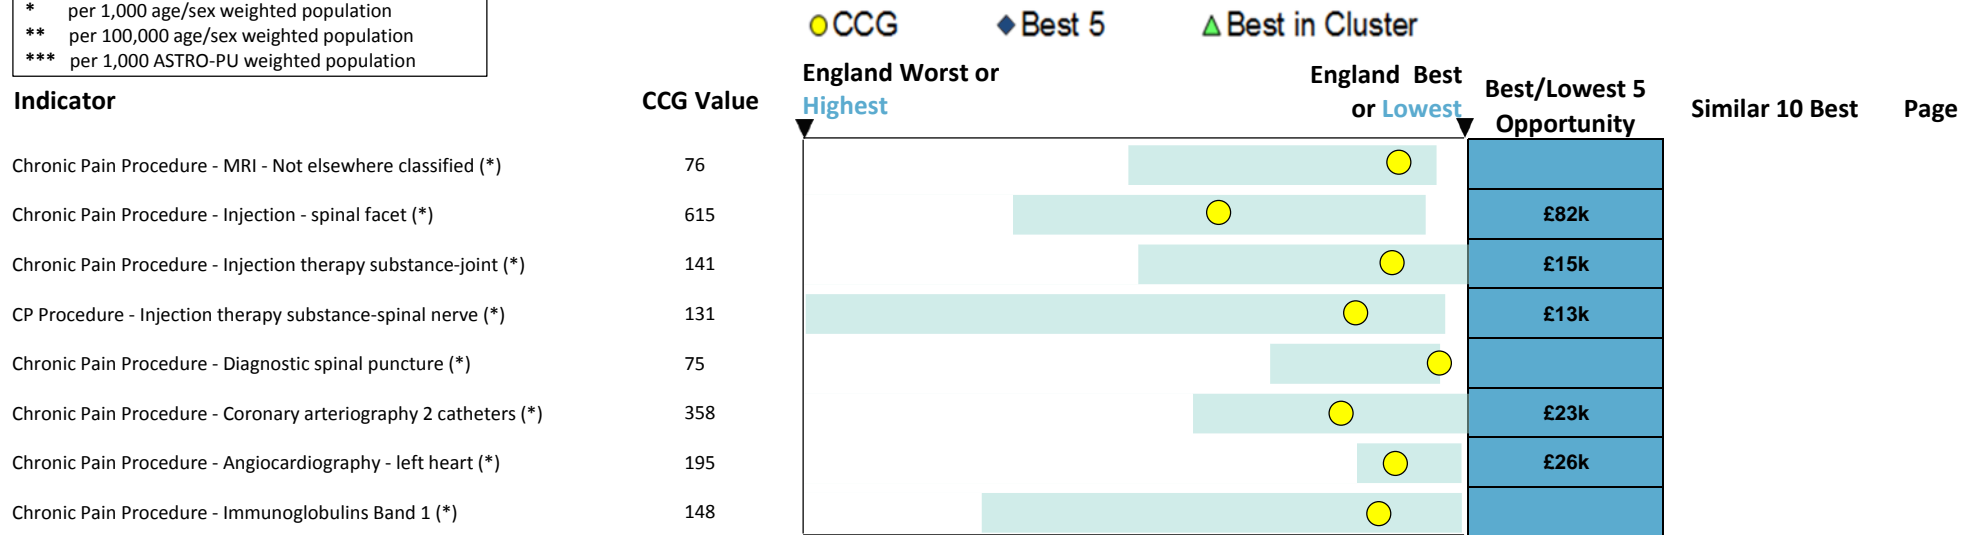 * per 1,000 age/sex weighted population
** per 100,000 age/sex weighted population
*** per 1,000 ASTRO-PU weighted population
CCG Best 5 Best in Cluster
Indicator CCG Value England Worst or Highest England Best or Lowest Best/Lowest 5 Opportunity Similar 10 Best Page
Chronic Pain Procedure - MRI - Not elsewhere classified (*) 76
Chronic Pain Procedure - Injection - spinal facet (*) 615 £82k
Chronic Pain Procedure - Injection therapy substance-joint (*) 141 £15k
CP Procedure - Injection therapy substance-spinal nerve (*) 131 £13k
Chronic Pain Procedure - Diagnostic spinal puncture (*) 75
Chronic Pain Procedure - Coronary arteriography 2 catheters (*) 358 £23k
Chronic Pain Procedure - Angiocardiography - left heart (*) 195 £26k
Chronic Pain Procedure - Immunoglobulins Band 1 (*) 148